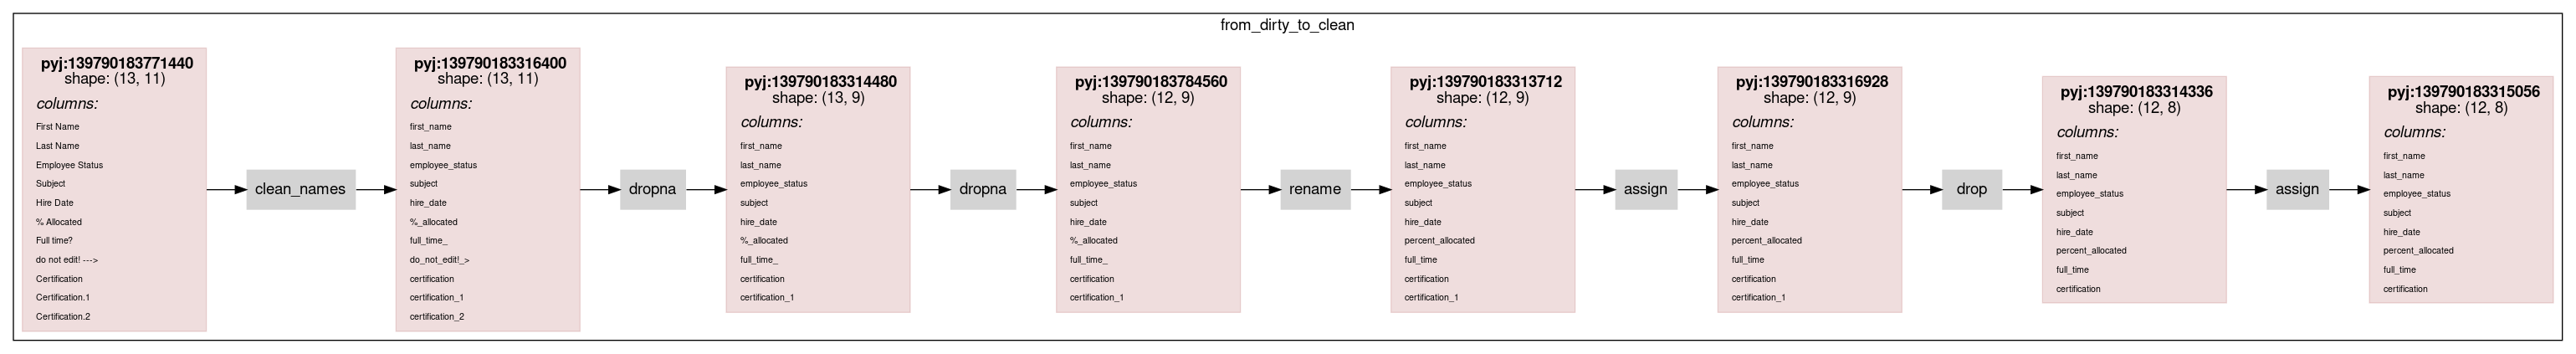 from_dirty_to_clean
pyj:139790183771440
shape: (13, 11)
columns:
First Name
Last Name
Employee Status
Subject
Hire Date
% Allocated
Full time?
do not edit! --->
Certification
Certification.1
Certification.2
clean_names
pyj:139790183316400
shape: (13, 11)
columns:
first_name
last_name
employee_status
subject
hire_date
%_allocated
full_time_
do_not_edit!_>
certification
certification_1
certification_2
dropna
pyj:139790183314480
shape: (13, 9)
columns:
first_name
last_name
employee_status
subject
hire_date
%_allocated
full_time_
certification
certification_1
dropna
pyj:139790183784560
shape: (12, 9)
columns:
first_name
last_name
employee_status
subject
hire_date
%_allocated
full_time_
certification
certification_1
rename
pyj:139790183313712
shape: (12, 9)
columns:
first_name
last_name
employee_status
subject
hire_date
percent_allocated
full_time
certification
certification_1
assign
pyj:139790183316928
shape: (12, 9)
columns:
first_name
last_name
employee_status
subject
hire_date
percent_allocated
full_time
certification
certification_1
drop
pyj:139790183314336
shape: (12, 8)
columns:
first_name
last_name
employee_status
subject
hire_date
percent_allocated
full_time
certification
assign
pyj:139790183315056
shape: (12, 8)
columns:
first_name
last_name
employee_status
subject
hire_date
percent_allocated
full_time
certification